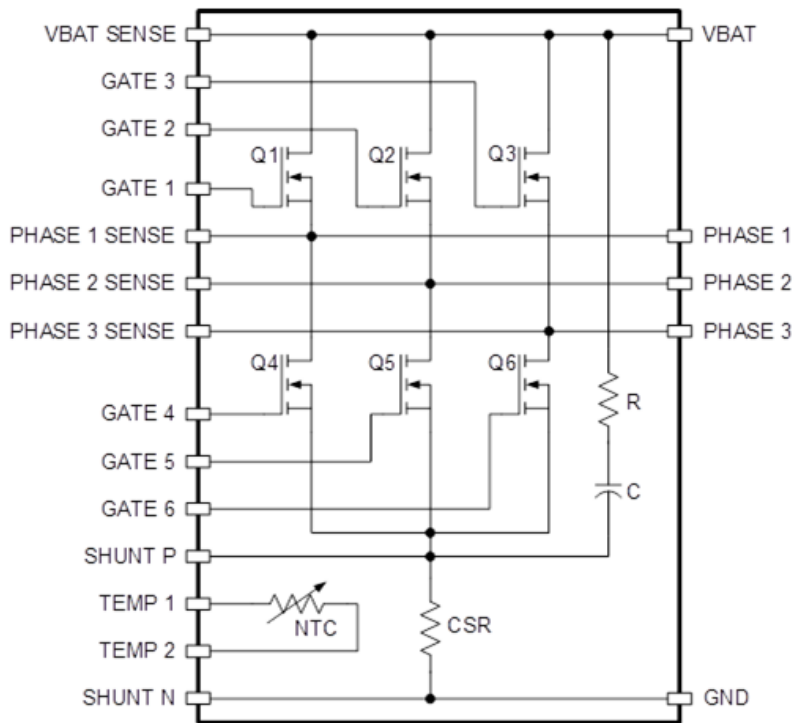 VBAT SENSE VBAT
GATE 3
GATE 2
Q1 Q2 Q3
GATE 1
PHASE 1 SENSE PHASE 1
PHASE 2 SENSE PHASE 2
PHASE 3 SENSE PHASE 3
Q4 Q5 Q6
R
GATE 4
GATE 5
C
GATE 6
SHUNT P
TEMP 1
NTC CSR
TEMP 2
SHUNT N GND